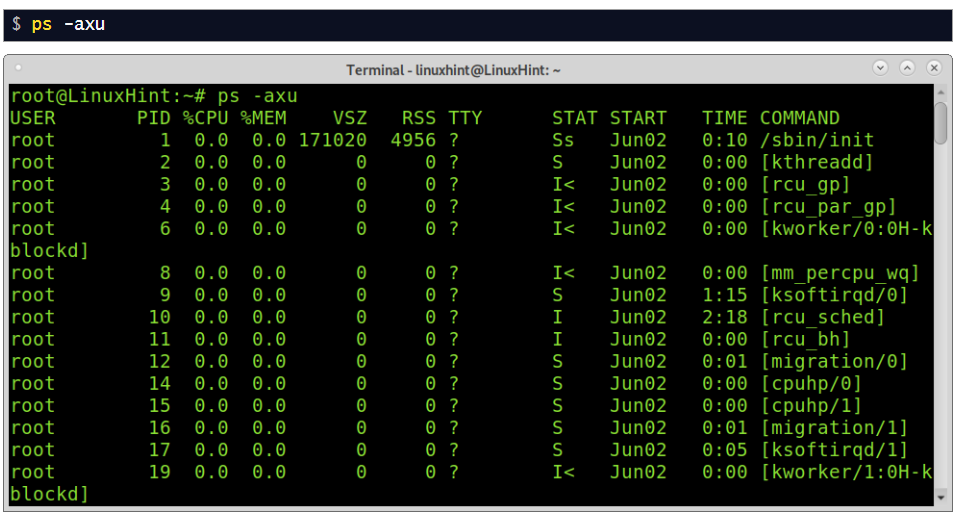 $ ps -axu
Terminal - linuxhint@LinuxHint: ~
root@LinuxHint:~# ps -axu
USER PID %CPU %MEM VSZ RSS TTY STAT START TIME COMMAND
root 1 0.0 0.0 171020 4956 ? Ss Jun02 0:10 /sbin/init
root 2 0.0 0.0 0 0 ? S Jun02 0:00 [kthreadd]
root 3 0.0 0.0 0 0 ? I< Jun02 0:00 [rcu_gp]
root 4 0.0 0.0 0 0 ? I< Jun02 0:00 [rcu_par_gp]
root 6 0.0 0.0 0 0 ? I< Jun02 0:00 [kworker/0:0H-k
blockd]
root 8 0.0 0.0 0 0 ? I< Jun02 0:00 [mm_percpu_wq]
root 9 0.0 0.0 0 0 ? S Jun02 1:15 [ksoftirqd/0]
root 10 0.0 0.0 0 0 ? I Jun02 2:18 [rcu_sched]
root 11 0.0 0.0 0 0 ? I Jun02 0:00 [rcu_bh]
root 12 0.0 0.0 0 0 ? S Jun02 0:01 [migration/0]
root 14 0.0 0.0 0 0 ? S Jun02 0:00 [cpuhp/0]
root 15 0.0 0.0 0 0 ? S Jun02 0:00 [cpuhp/1]
root 16 0.0 0.0 0 0 ? S Jun02 0:01 [migration/1]
root 17 0.0 0.0 0 0 ? S Jun02 0:05 [ksoftirqd/1]
root 19 0.0 0.0 0 0 ? I< Jun02 0:00 [kworker/1:0H-k
blockd]